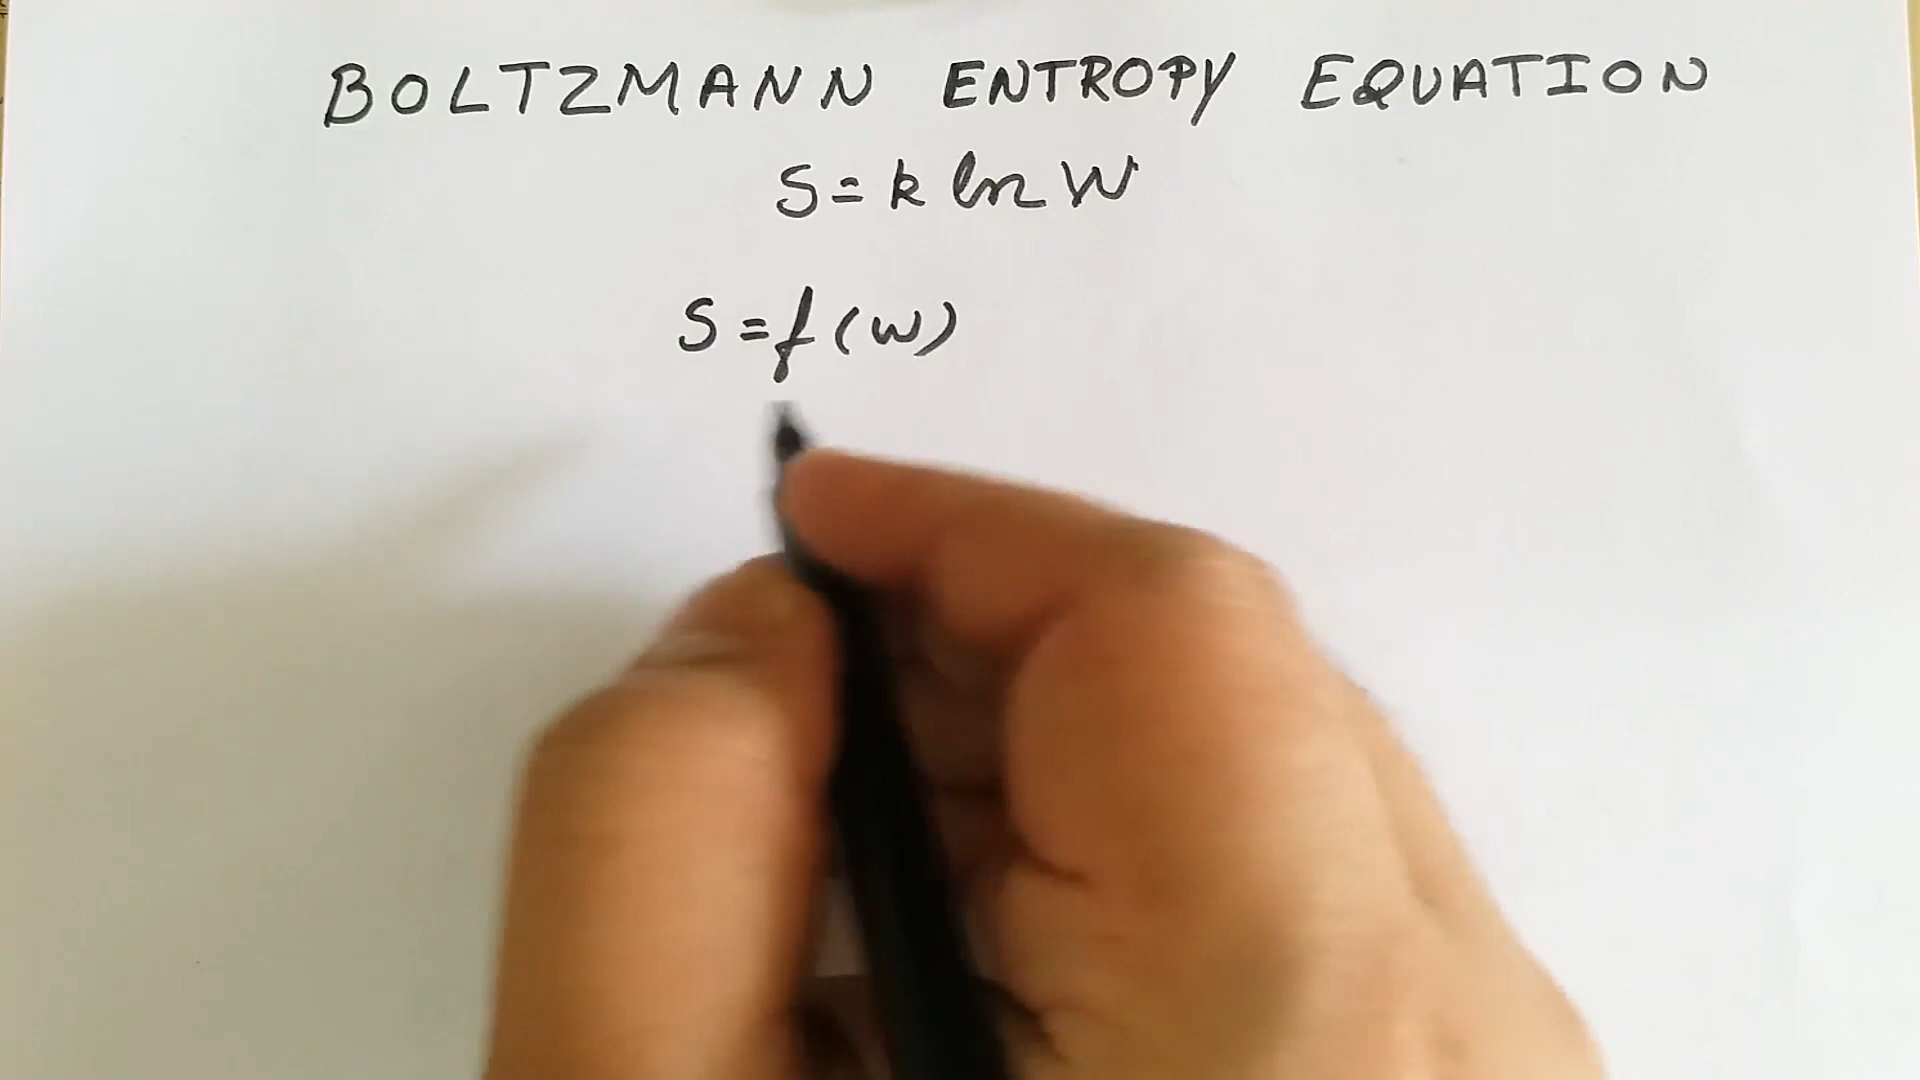 BOLTZMANN ENTROPY EQUATION
S = k ln W
S = f (W)